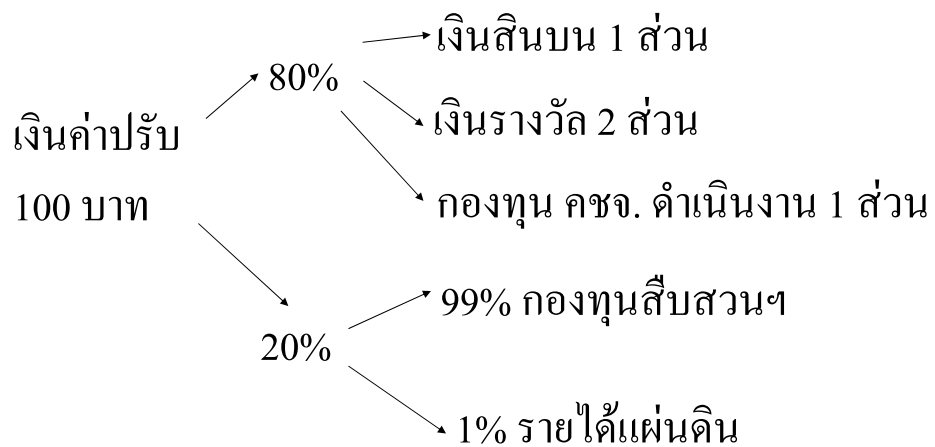 เงินค่าปรับ
100 บาท
80%
เงินสินบน 1 ส่วน
เงินรางวัล 2 ส่วน
กองทุน คชจ. ดำเนินงาน 1 ส่วน
20%
99% กองทุนสืบสวนฯ
1% รายได้แผ่นดิน